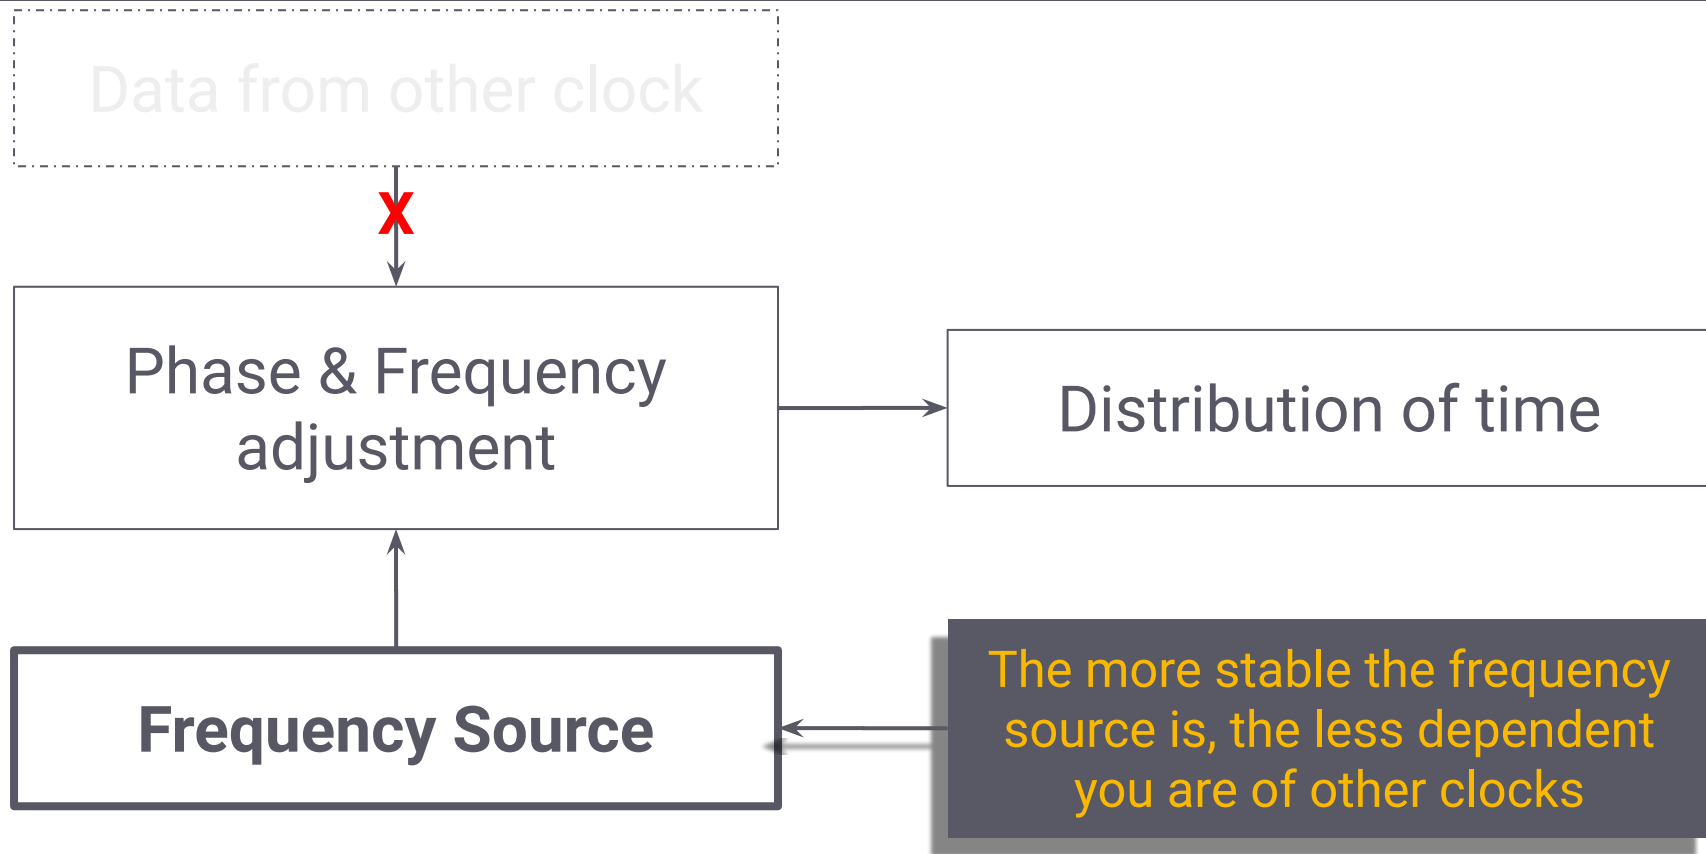 Data from other clock
X
Phase & Frequency
adjustment
Distribution of time
Frequency Source
The more stable the frequency
source is, the less dependent
you are of other clocks